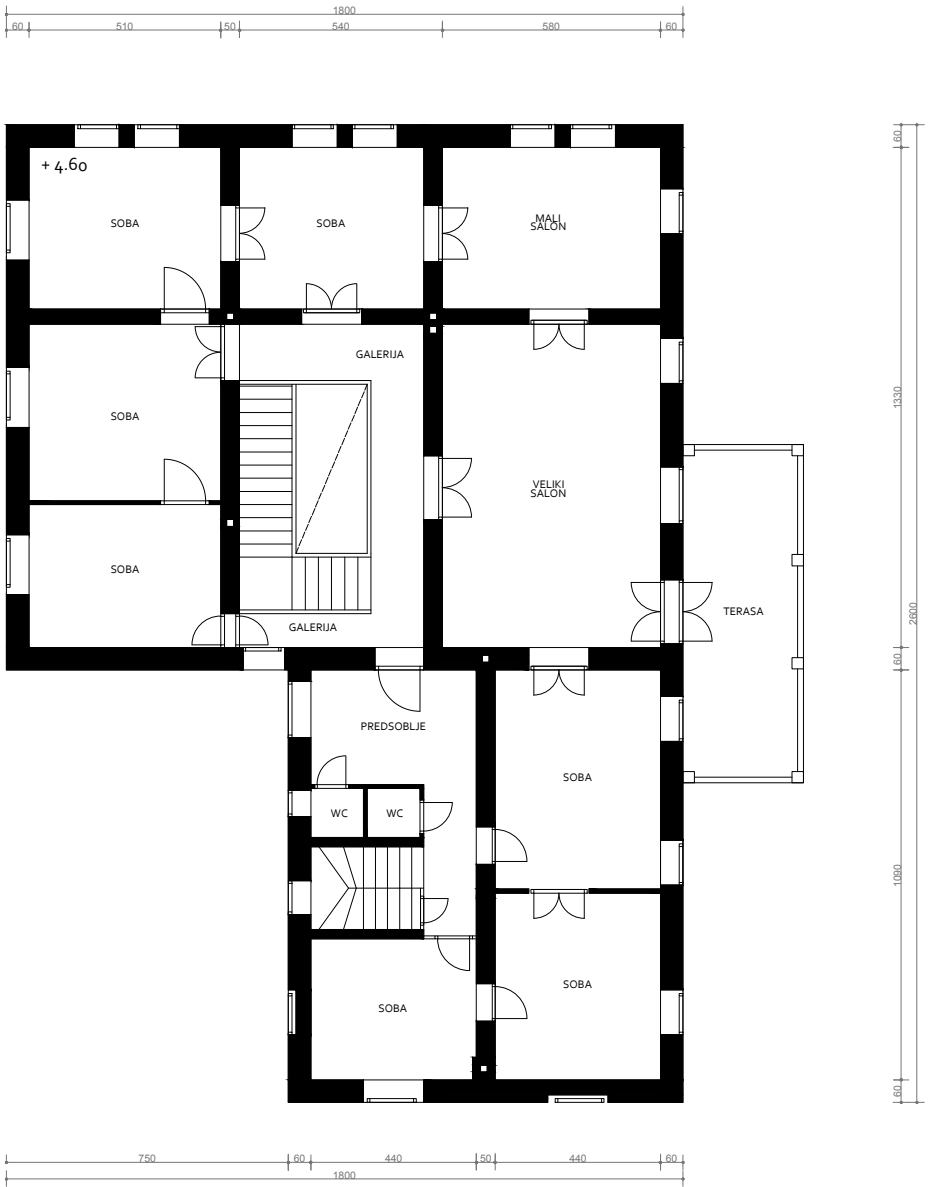 1800
60 510 50 540 580 60
60
+ 4.60
SOBA
SOBA
MALI
SALON
GALERIJA
1330
SOBA
VELIKI
SALON
SOBA
TERASA
2600
GALERIJA
60
PREDSOBLJE
SOBA
WC
WC
1090
SOBA
SOBA
60
750 60 440 50 440 60
1800